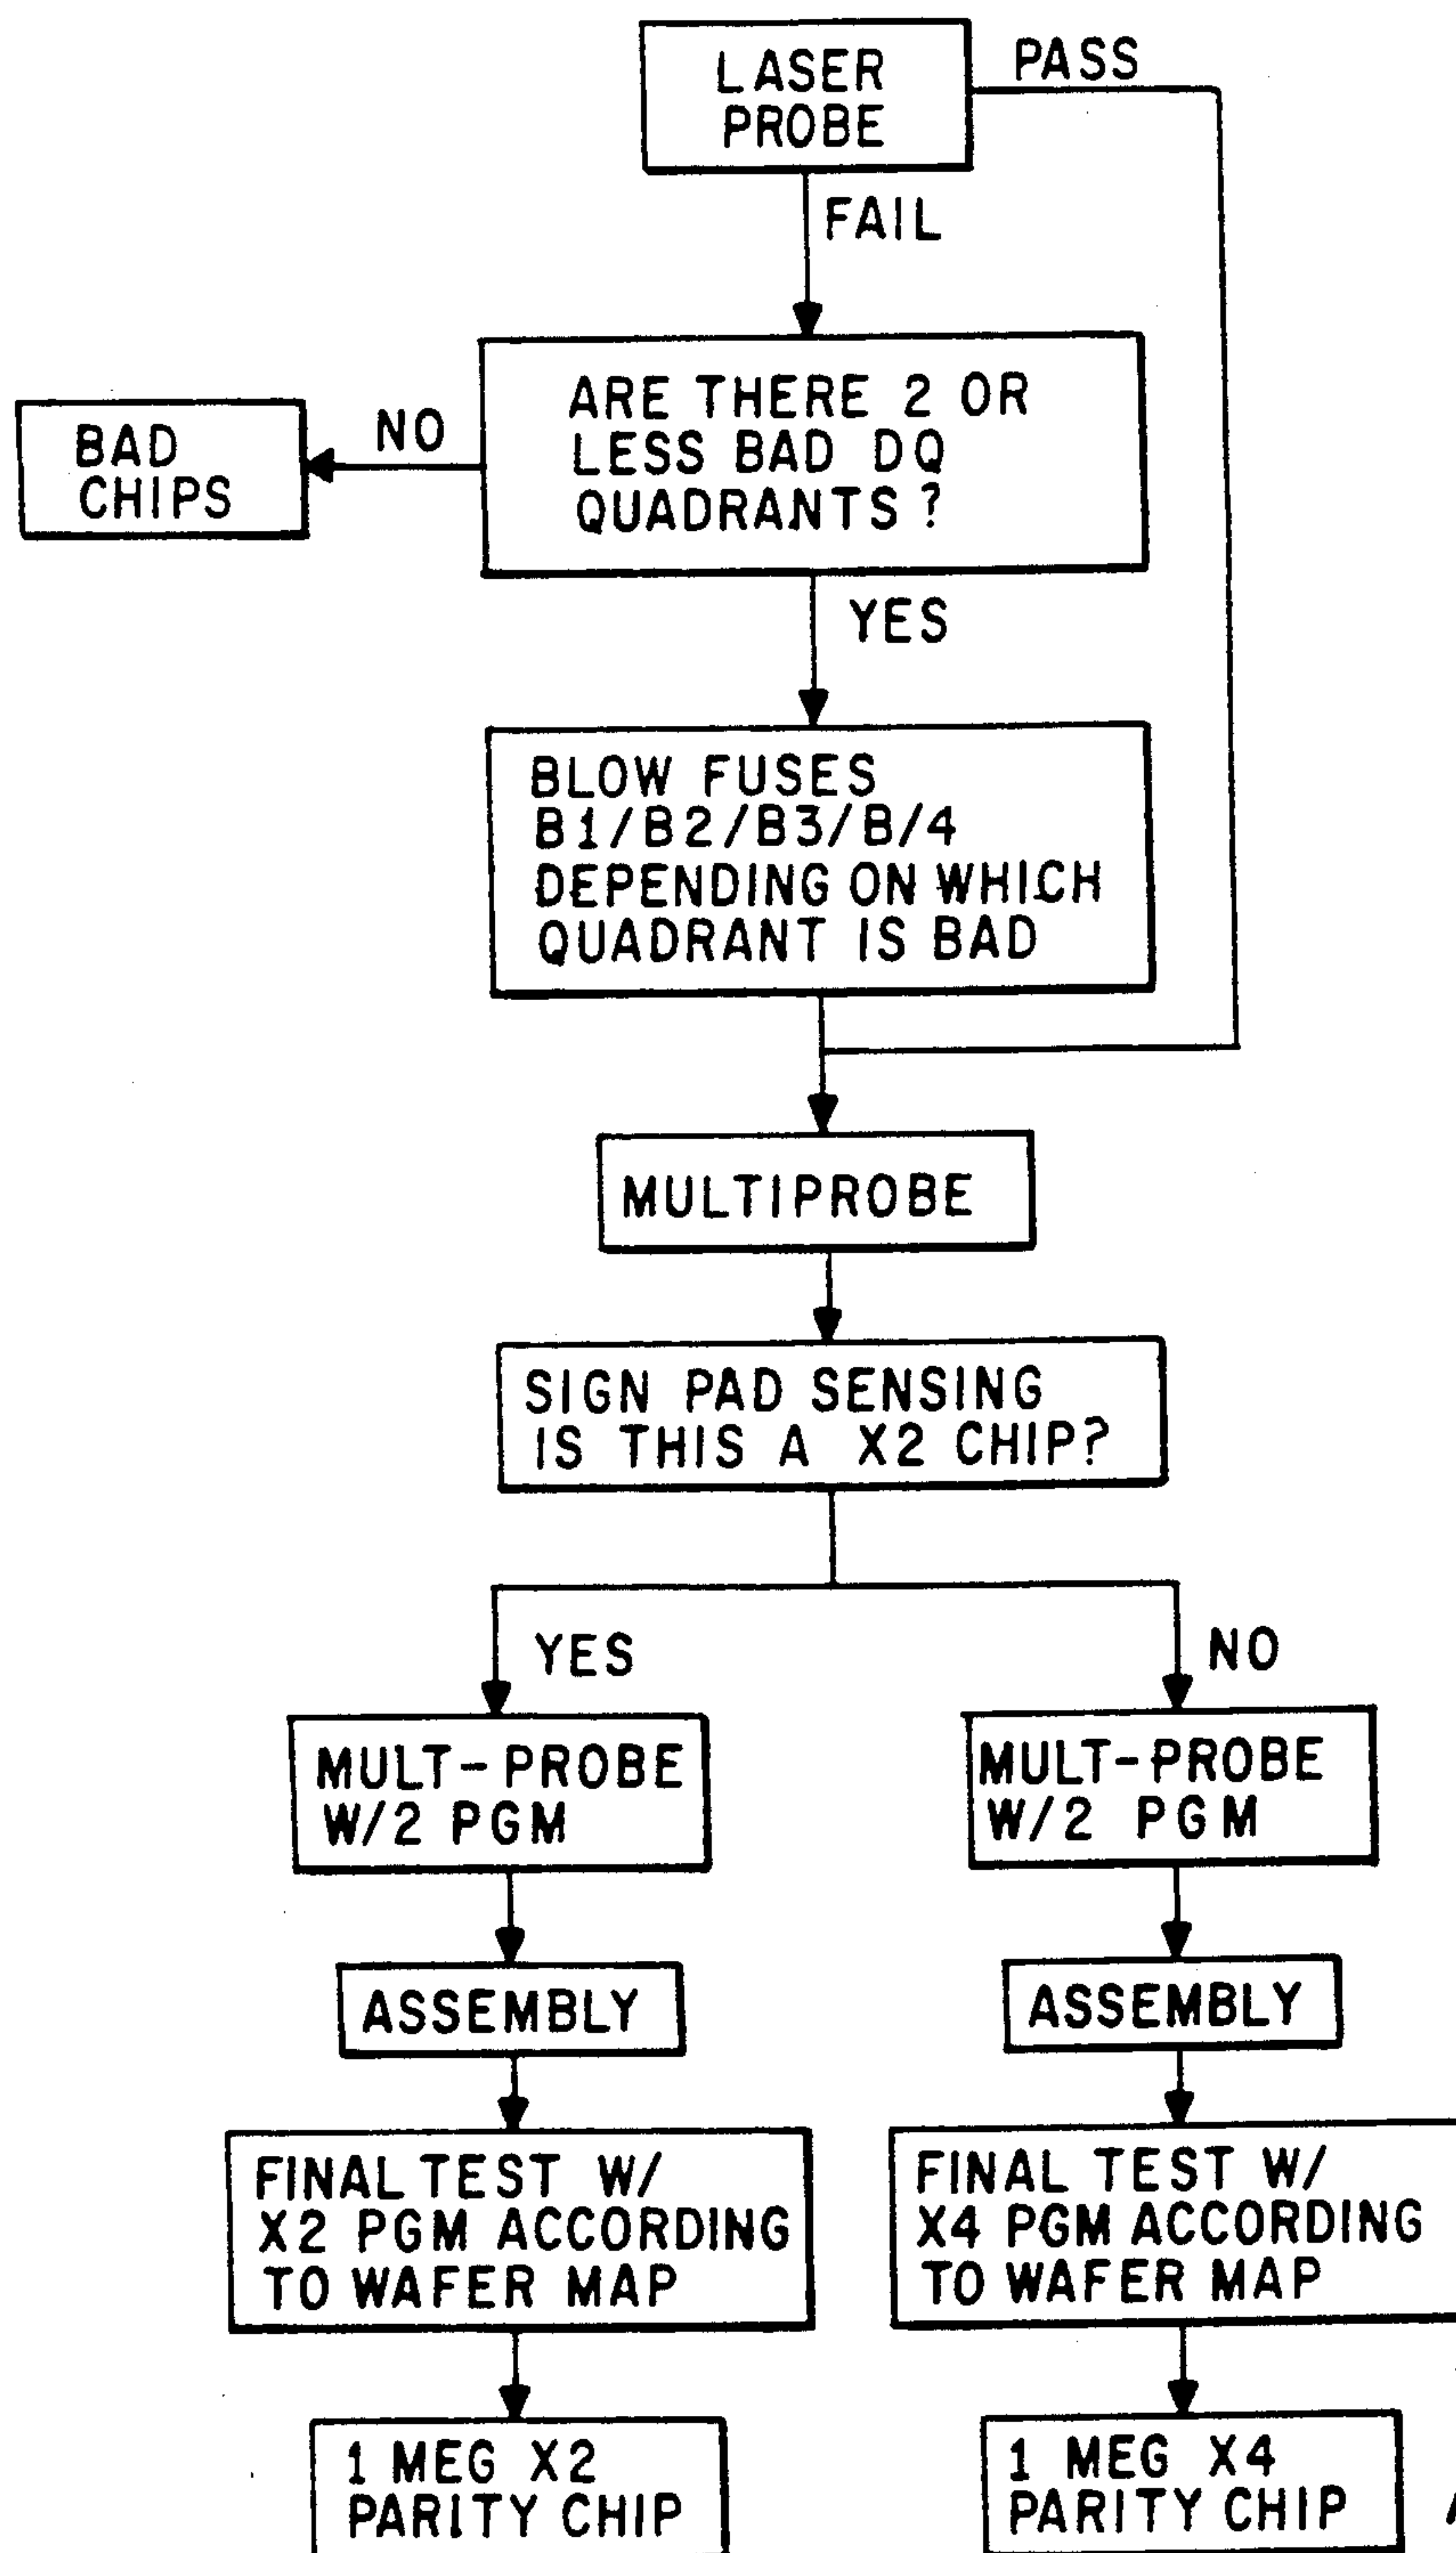 LASER
PROBE
PASS
FAIL
ARE THERE 2 OR
LESS BAD DQ
QUADRANTS ?
NO
BAD
CHIPS
YES
BLOW FUSES
B1/B2/B3/B/4
DEPENDING ON WHICH
QUADRANT IS BAD
MULTIPROBE
SIGN PAD SENSING
IS THIS A X2 CHIP?
YES
NO
MULT-PROBE
W/2 PGM
MULT-PROBE
W/2 PGM
ASSEMBLY
ASSEMBLY
FINAL TEST W/
X2 PGM ACCORDING
TO WAFER MAP
FINAL TEST W/
X4 PGM ACCORDING
TO WAFER MAP
1 MEG X2
PARITY CHIP
1 MEG X4
PARITY CHIP